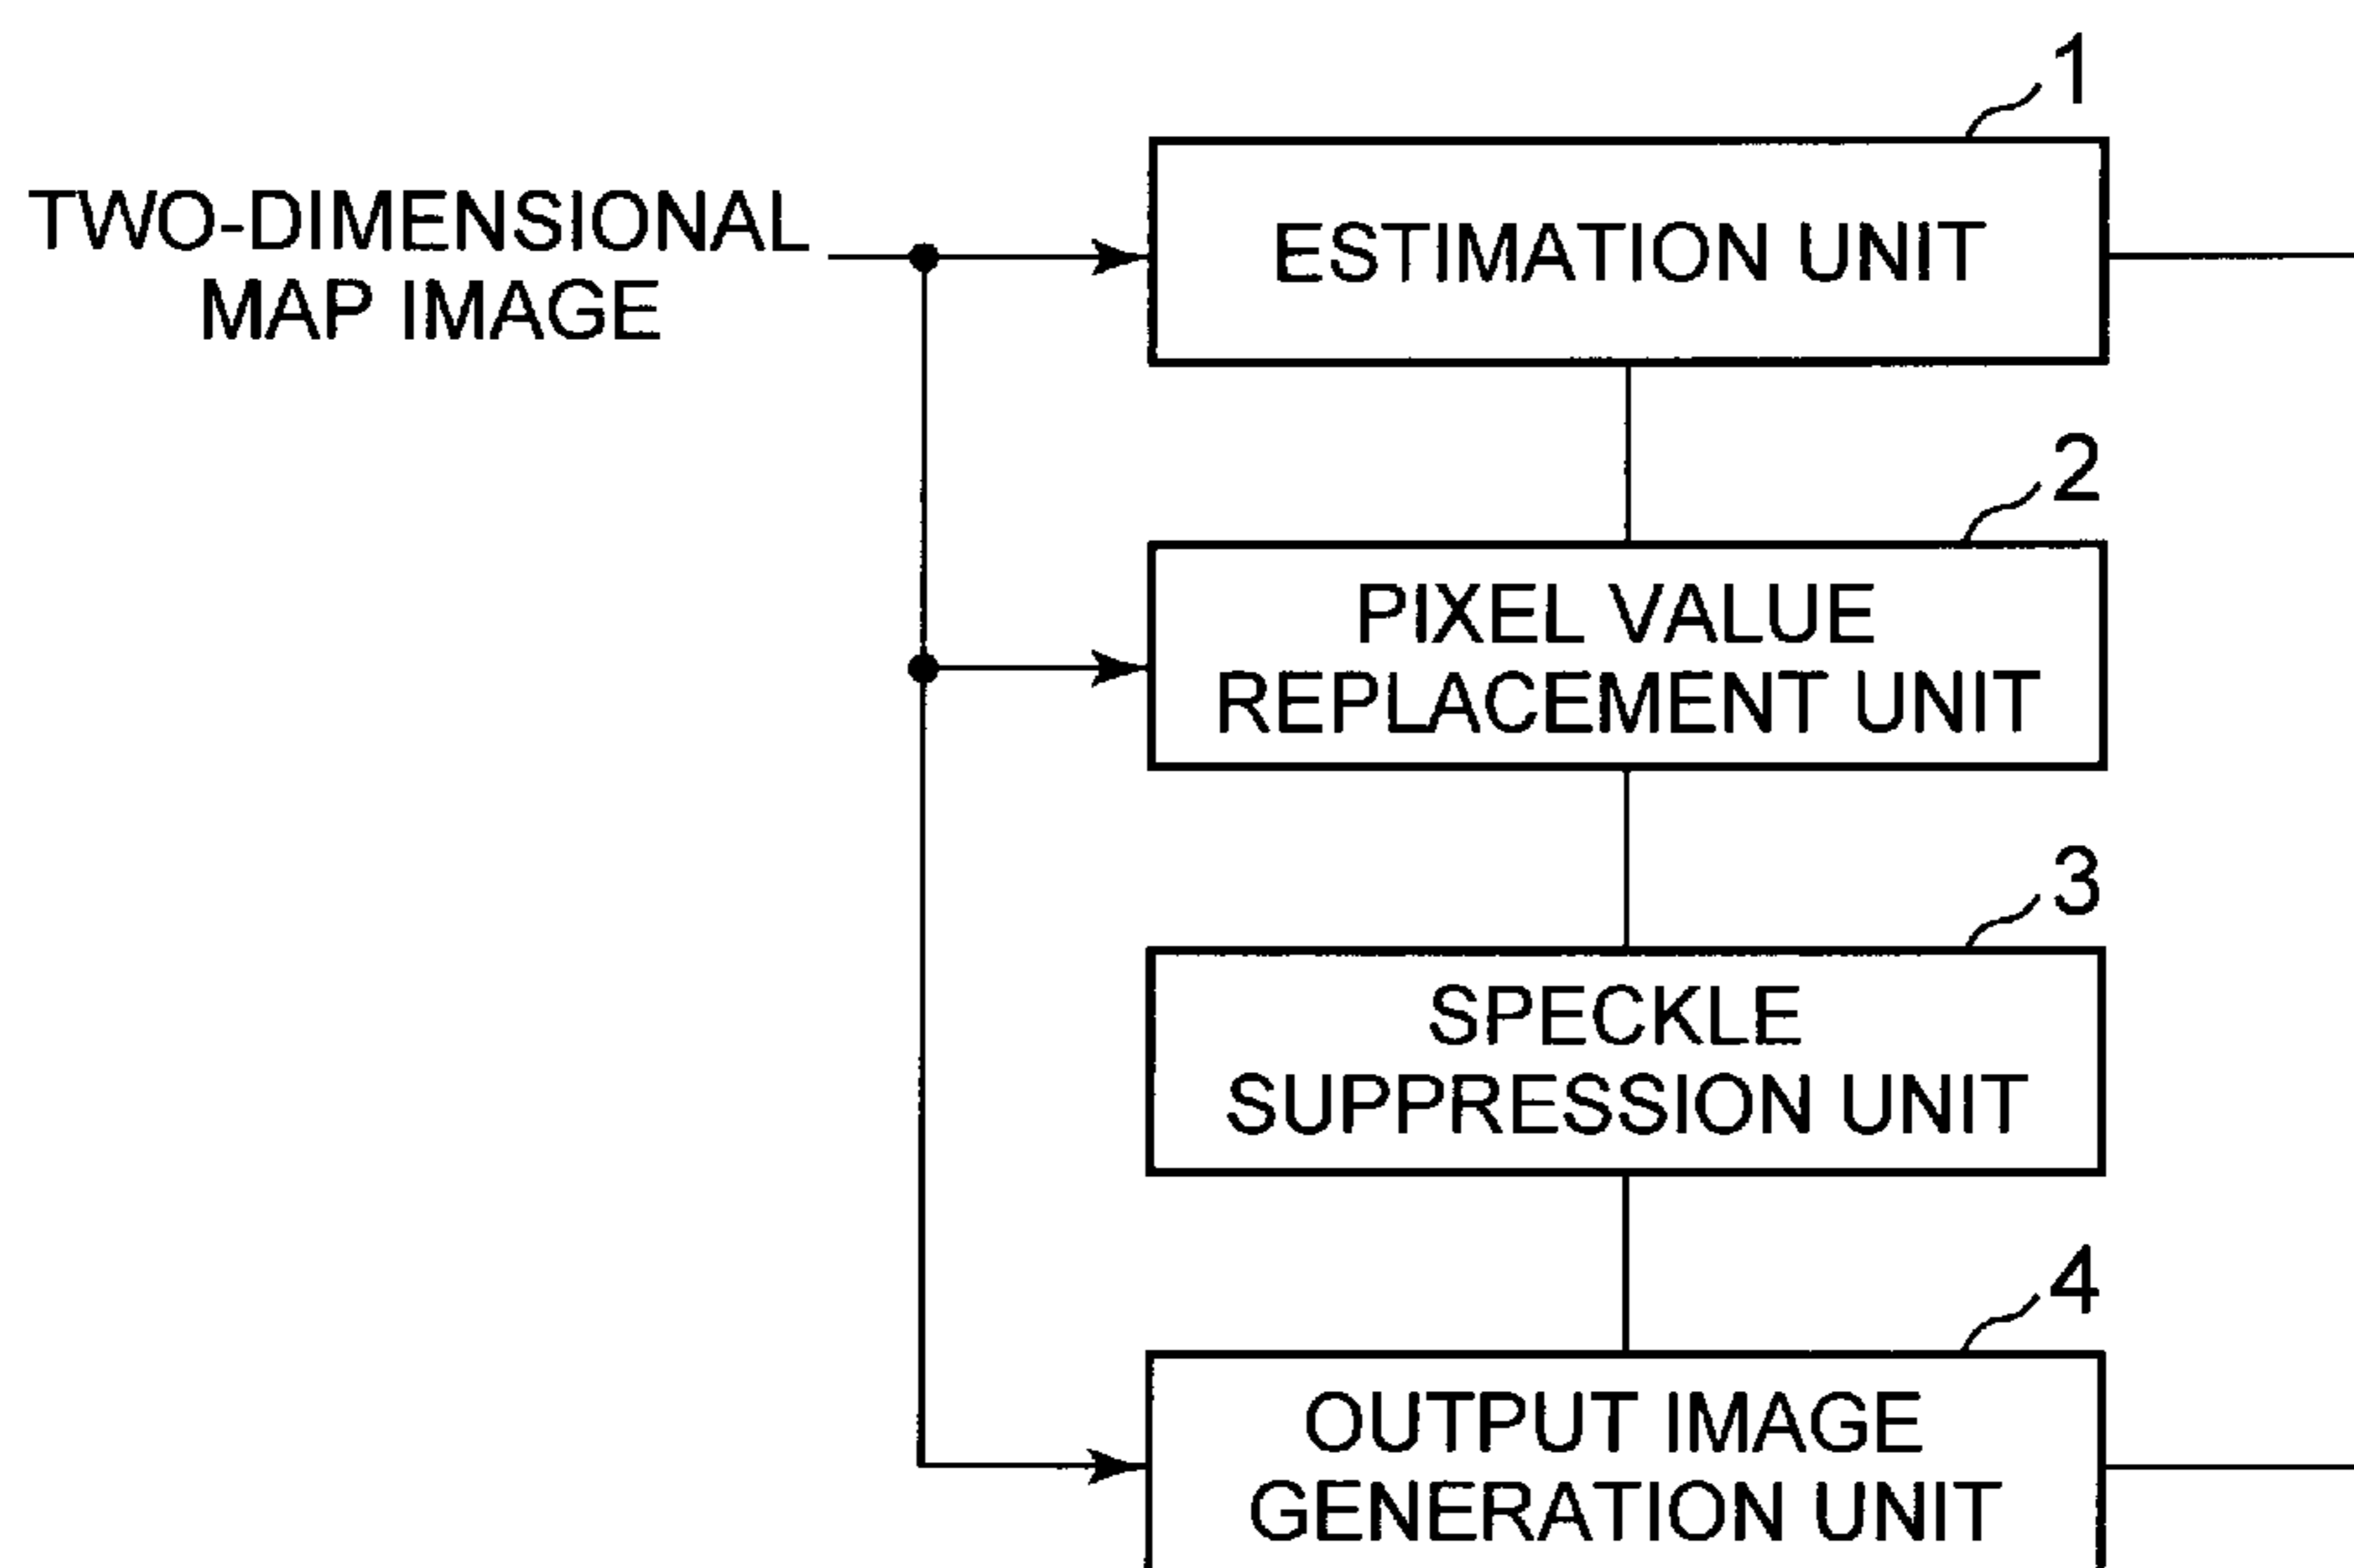 1
TWO-DIMENSIONAL
MAP IMAGE
ESTIMATION UNIT
2
PIXEL VALUE
REPLACEMENT UNIT
3
SPECKLE
SUPPRESSION UNIT
4
OUTPUT IMAGE
GENERATION UNIT